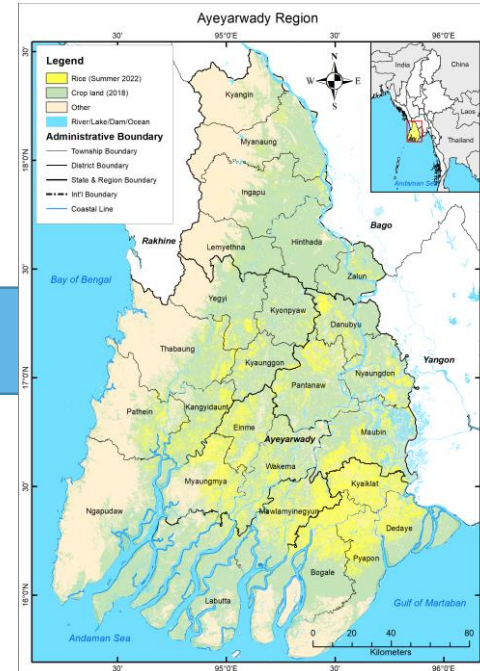 Ayeyarwady Region
30'
95°0'E
30'
96°0'E
Legend
Rice (Summer 2022)
Crop land (2018)
Other
River/Lake/Dam/Ocean
Administrative Boundary
Township Boundary
District Boundary
State & Region Boundary
Int'l Boundary
Coastal Line
N
W E
S
India
China
Laos
Thailand
Andaman Sea
30'
18°0'N
30'
17°0'N
30'
16°0'N
Kyangin
Myanaung
Ingapu
Bago
Rakhine
Lemyethna
Hinthada
Zalun
Bay of Bengal
Yegyi
Kyonpyaw
Danubyu
Thabaung
Kyaunggon
Yangon
Nyaungdon
Pantanaw
Pathein
Kangyidaunt
Einme
Ayeyarwady
Maubin
Wakema
Myaungmya
Kyaiklat
Ngapudaw
Mawlamyinegyun
Dedaye
Pyapon
Bogale
Labutta
Gulf of Martaban
Andaman Sea
0 20 40 80
Kilometers
30'
95°0'E
30'
96°0'E